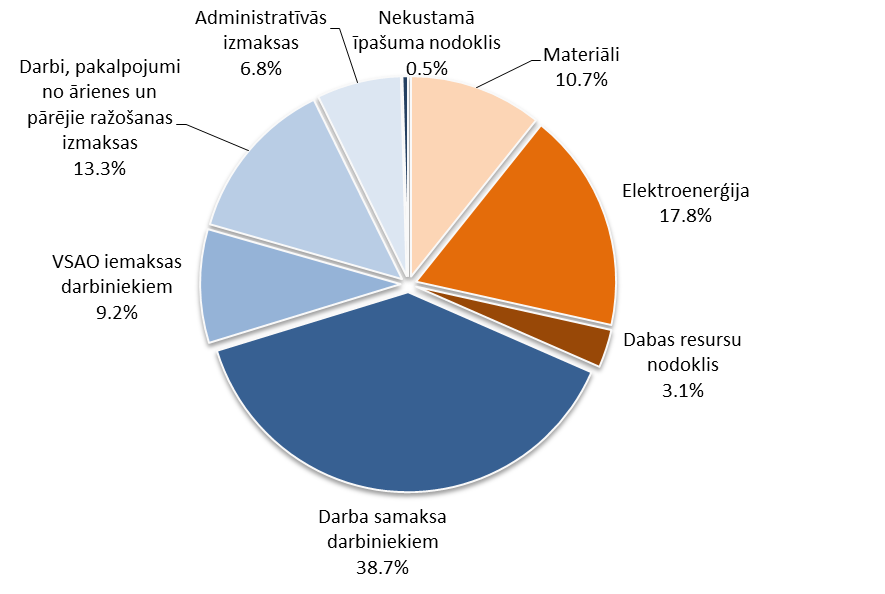 Administratīvās
izmaksas
6.8%
Nekustamā
īpašuma nodoklis
0.5%
Materiāli
10.7%
Darbi, pakalpojumi
no ārienes un
pārējie ražošanas
izmaksas
13.3%
Elektroenerģija
17.8%
VSAO iemaksas
darbiniekiem
9.2%
Dabas resursu
nodoklis
3.1%
Darba samaksa
darbiniekiem
38.7%